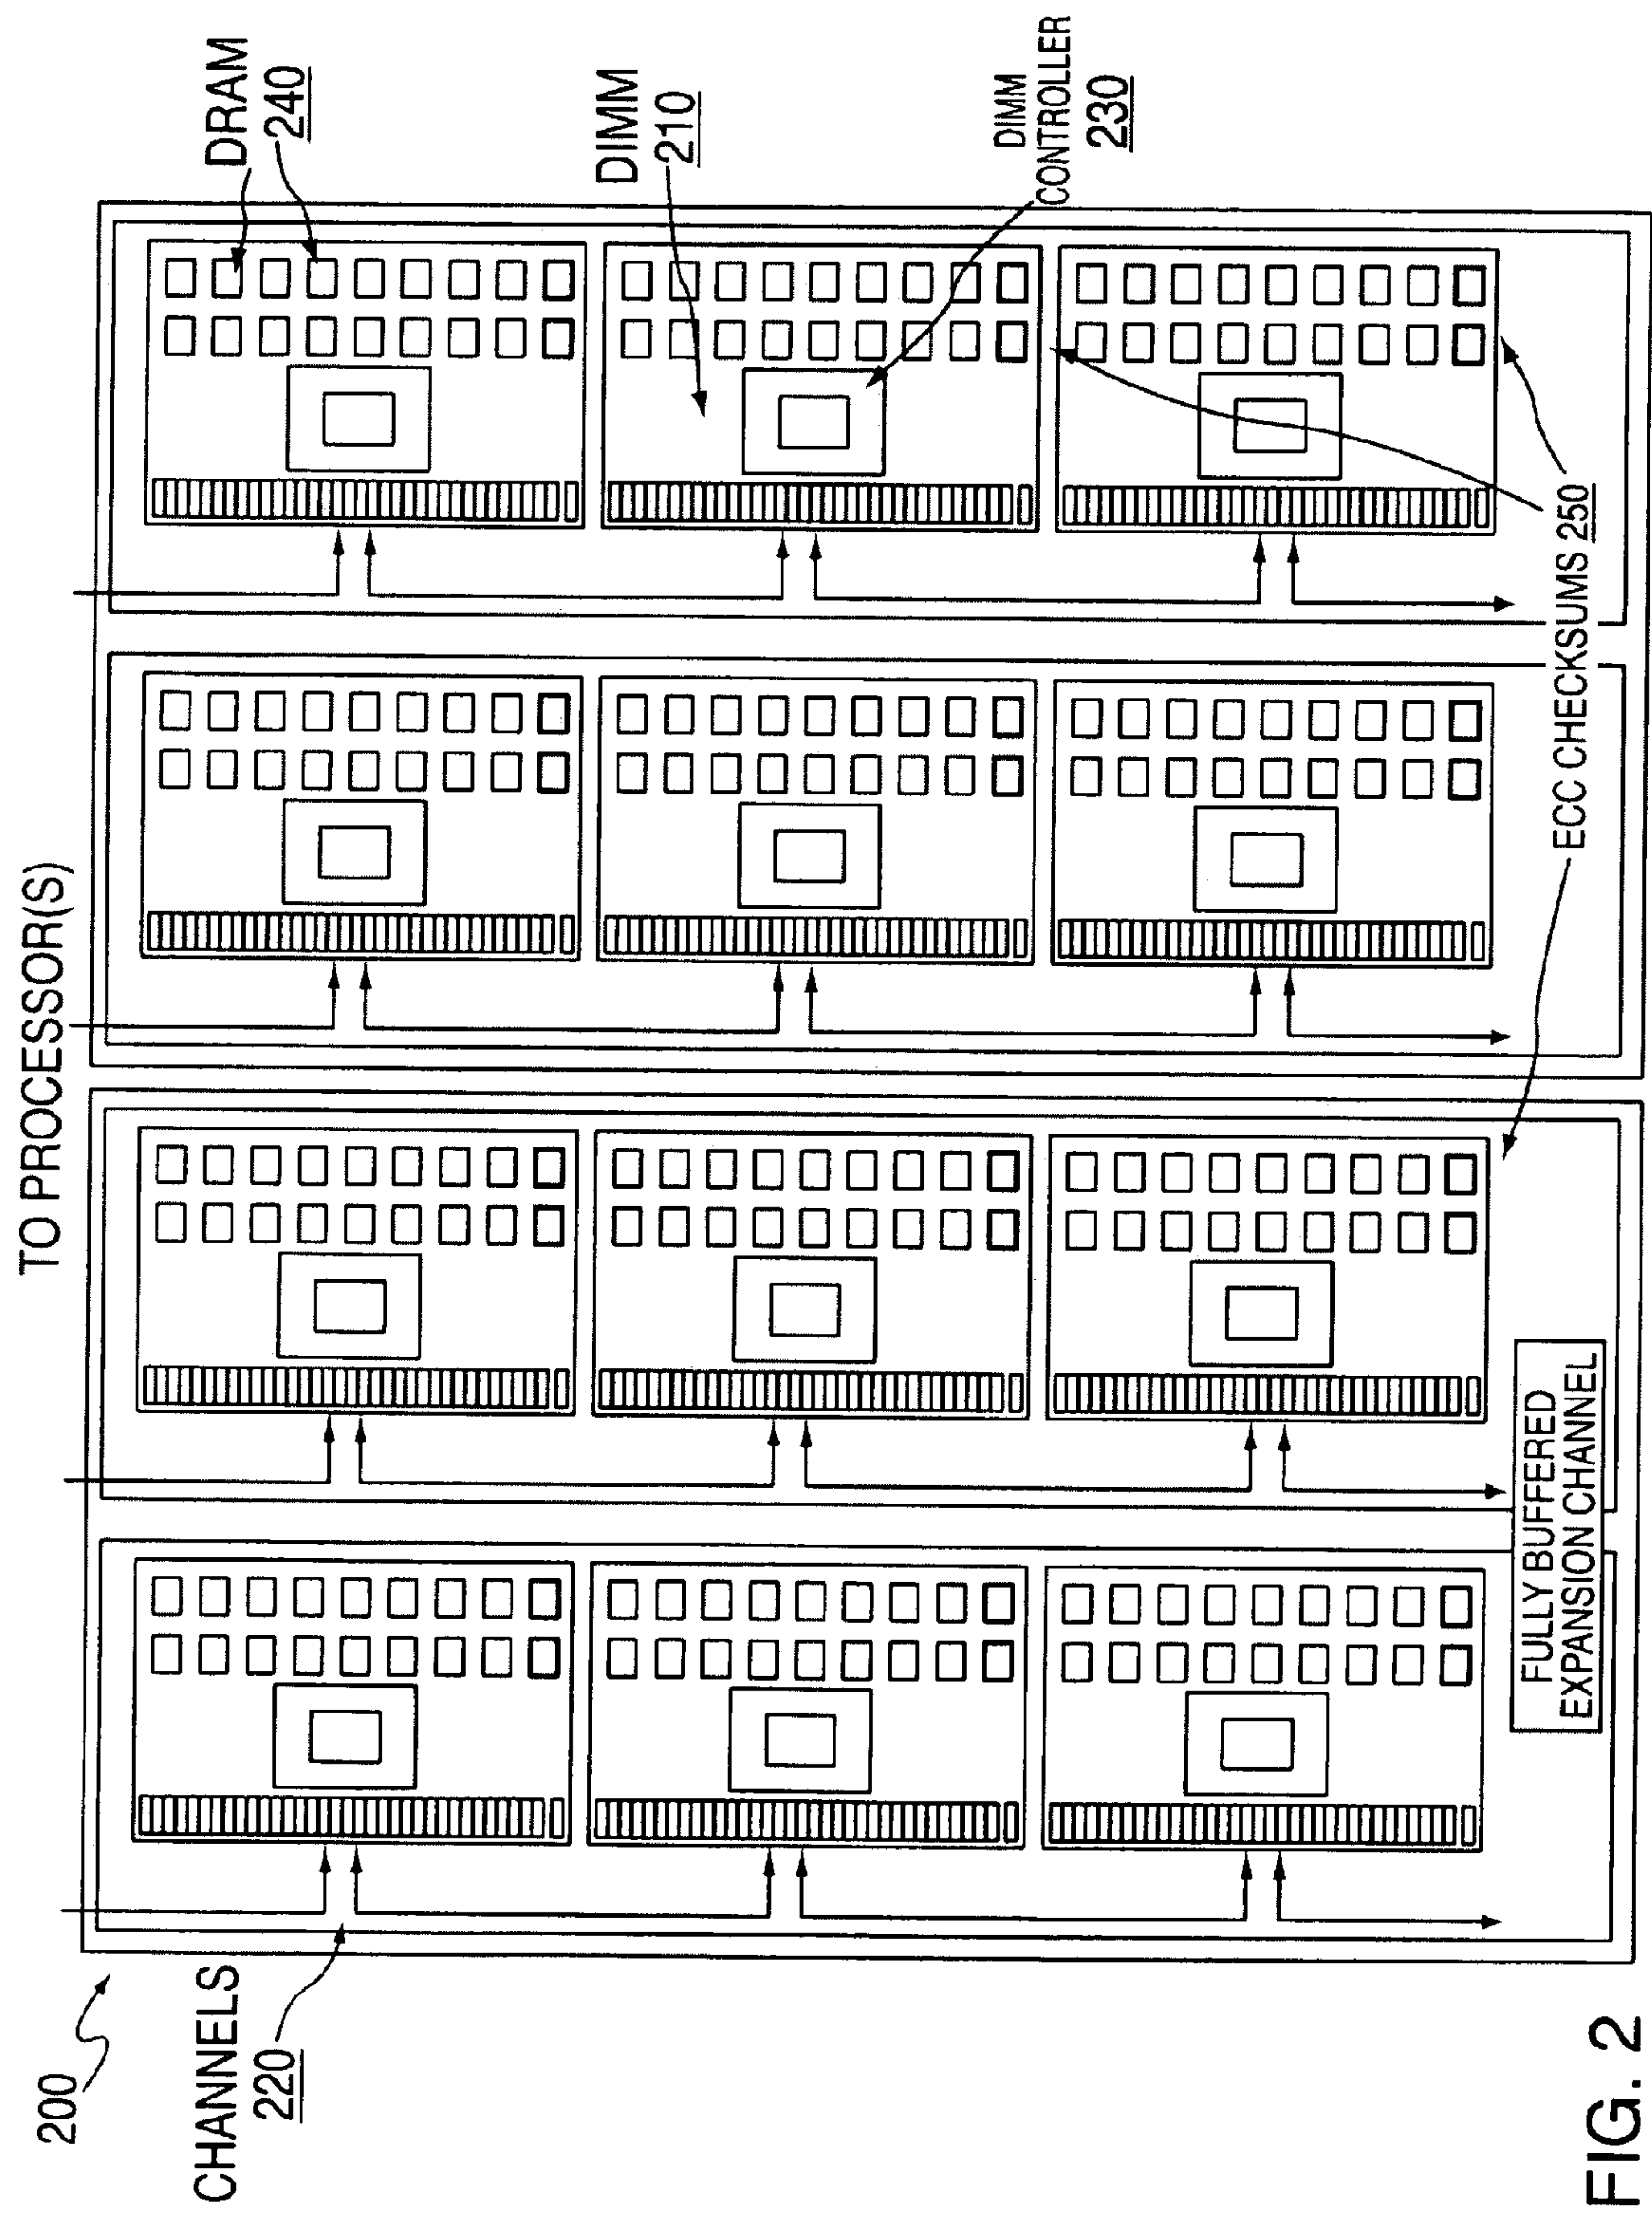 200
TO PROCESSOR(S)
CHANNELS
220
DRAM
240
DIMM
210
DIMM
CONTROLLER
230
ECC CHECKSUMS 250
FULLY BUFFERED
EXPANSION CHANNEL
FIG. 2